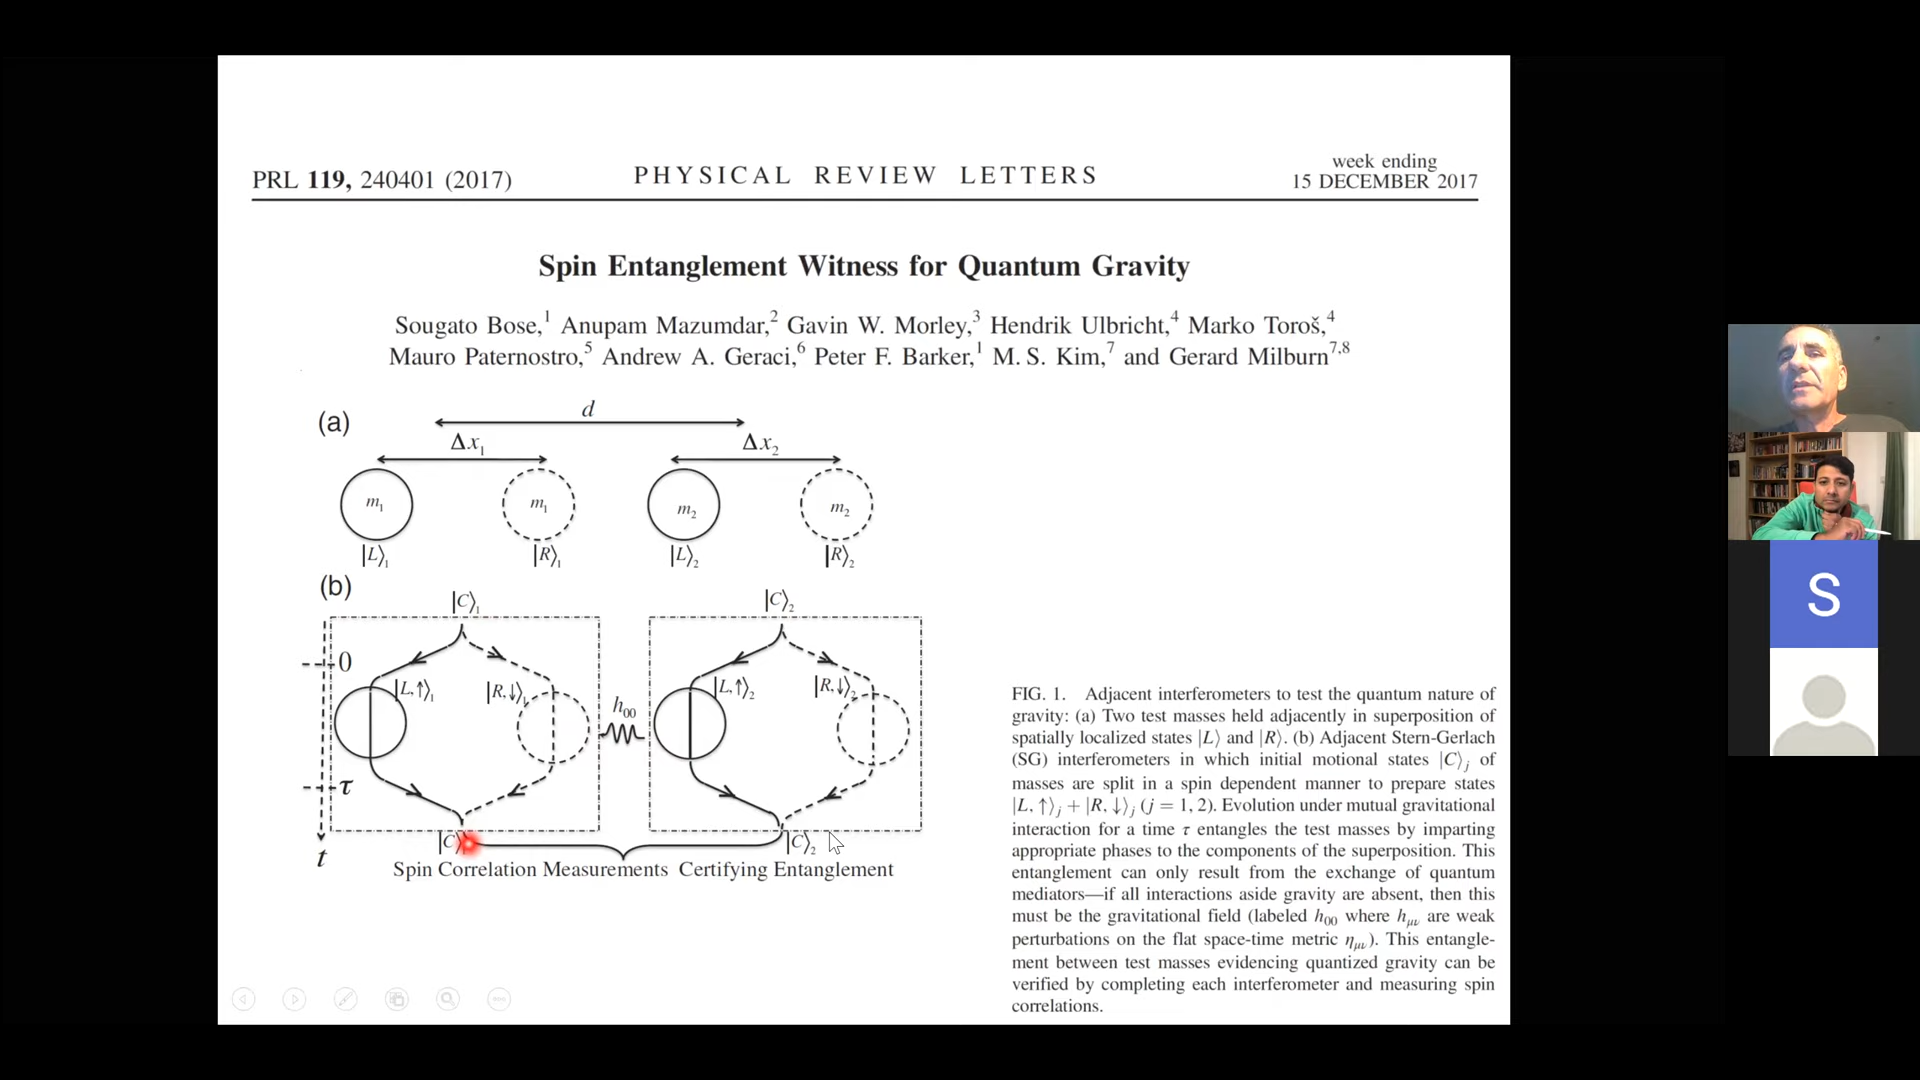 week ending
PRL 119, 240401 (2017) PHYSICAL REVIEW LETTERS 15 DECEMBER 2017
Spin Entanglement Witness for Quantum Gravity
Sougato Bose,1 Anupam Mazumdar,2 Gavin W. Morley,3 Hendrik Ulbricht,4 Marko Toroš,4
Mauro Paternostro,5 Andrew A. Geraci,6 Peter F. Barker,1 M. S. Kim,7 and Gerard Milburn7,8
(a) d
Δx1 Δx2
m1 m1 m2 m2
|L⟩1 |R⟩1 |L⟩2 |R⟩2
(b)
|C⟩1 |C⟩2
0
|L,↑⟩1 |R,↓⟩1 |L,↑⟩2 |R,↓⟩2
h00
τ
|C⟩ |C⟩2
t
Spin Correlation Measurements Certifying Entanglement
FIG. 1. Adjacent interferometers to test the quantum nature of
gravity: (a) Two test masses held adjacently in superposition of
spatially localized states |L⟩ and |R⟩. (b) Adjacent Stern-Gerlach
(SG) interferometers in which initial motional states |C⟩j of
masses are split in a spin dependent manner to prepare states
|L,↑⟩j + |R,↓⟩j (j = 1, 2). Evolution under mutual gravitational
interaction for a time τ entangles the test masses by imparting
appropriate phases to the components of the superposition. This
entanglement can only result from the exchange of quantum
mediators—if all interactions aside gravity are absent, then this
must be the gravitational field (labeled h00 where hμν are weak
perturbations on the flat space-time metric ημν). This entangle-
ment between test masses evidencing quantized gravity can be
verified by completing each interferometer and measuring spin
correlations.
S